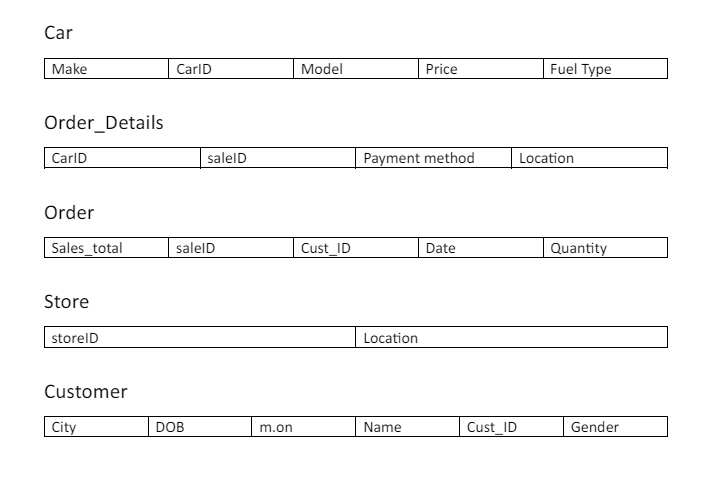 Car
Make CarID Model Price Fuel Type
Order_Details
CarID saleID Payment method Location
Order
Sales_total saleID Cust_ID Date Quantity
Store
storeID Location
Customer
City DOB m.on Name Cust_ID Gender